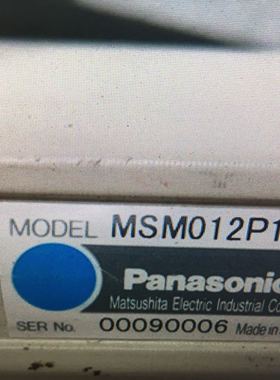 MODEL MSM012P1
Panasonic
Matsushita Electric Industrial Co
SER No. 00090006 Made in